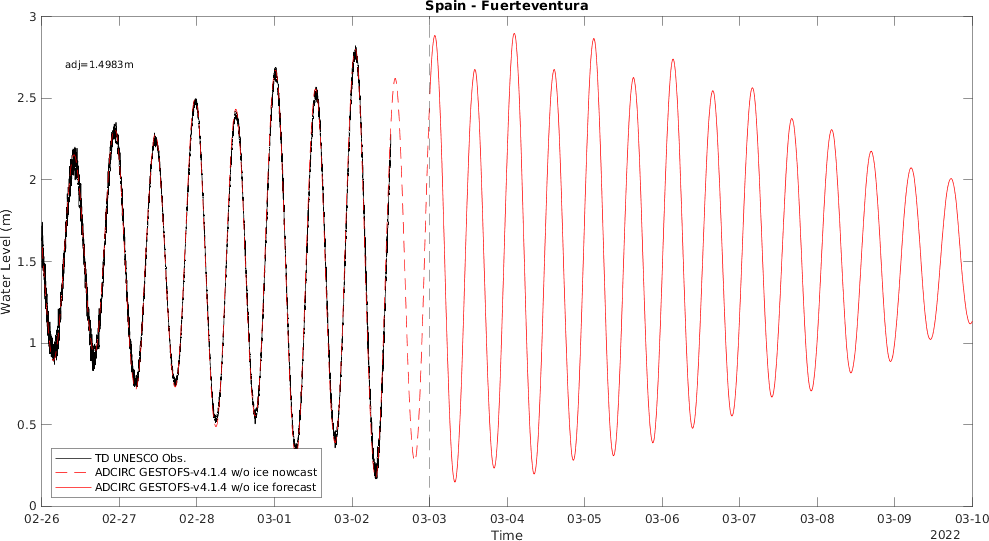 Spain - Fuerteventura
3
adj=1.4983m
2.5
2
Water Level (m)
1.5
1
0.5
TD UNESCO Obs.
ADCIRC GESTOFS-v4.1.4 w/o ice nowcast
ADCIRC GESTOFS-v4.1.4 w/o ice forecast
0
02-26 02-27 02-28 03-01 03-02 03-03 03-04 03-05 03-06 03-07 03-08 03-09 03-10
Time
2022